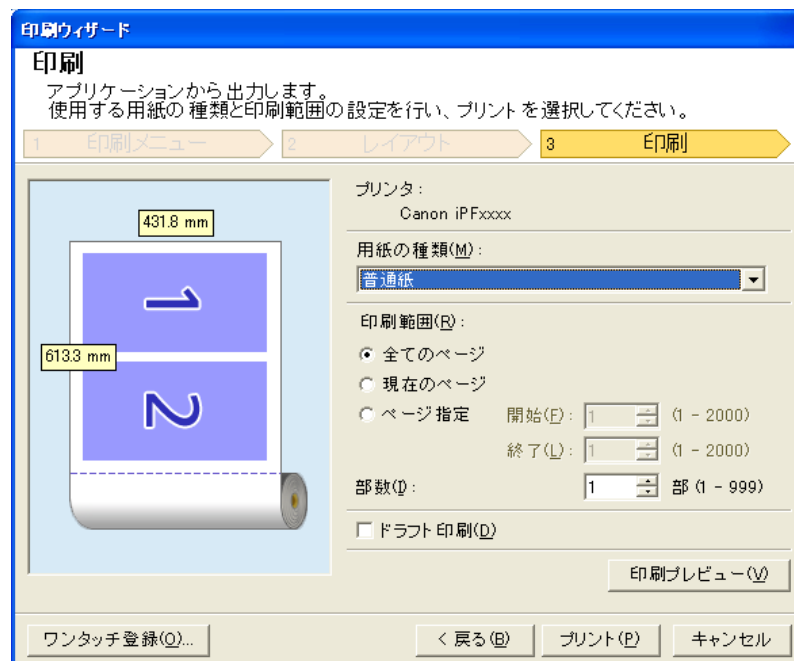 印刷ウィザード
印刷
アプリケーションから出力します。
使用する用紙の種類と印刷範囲の設定を行い、プリントを選択してください。
1 印刷メニュー 2 レイアウト 3 印刷
プリンタ:
Canon iPFxxxx
431.8 mm
用紙の種類(M):
普通紙
1
印刷範囲(R):
613.3 mm
全てのページ
現在のページ
2
ページ指定 開始(F): 1 (1 - 2000)
終了(L): 1 (1 - 2000)
部数(I): 1 部 (1 - 999)
ドラフト印刷(D)
印刷プレビュー(V)
ワンタッチ登録(O)... < 戻る(B) プリント(P) キャンセル